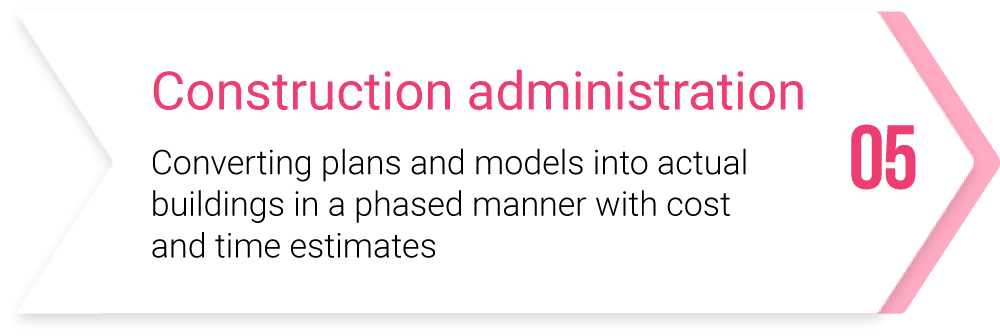 Construction administration
Converting plans and models into actual
buildings in a phased manner with cost
and time estimates
05